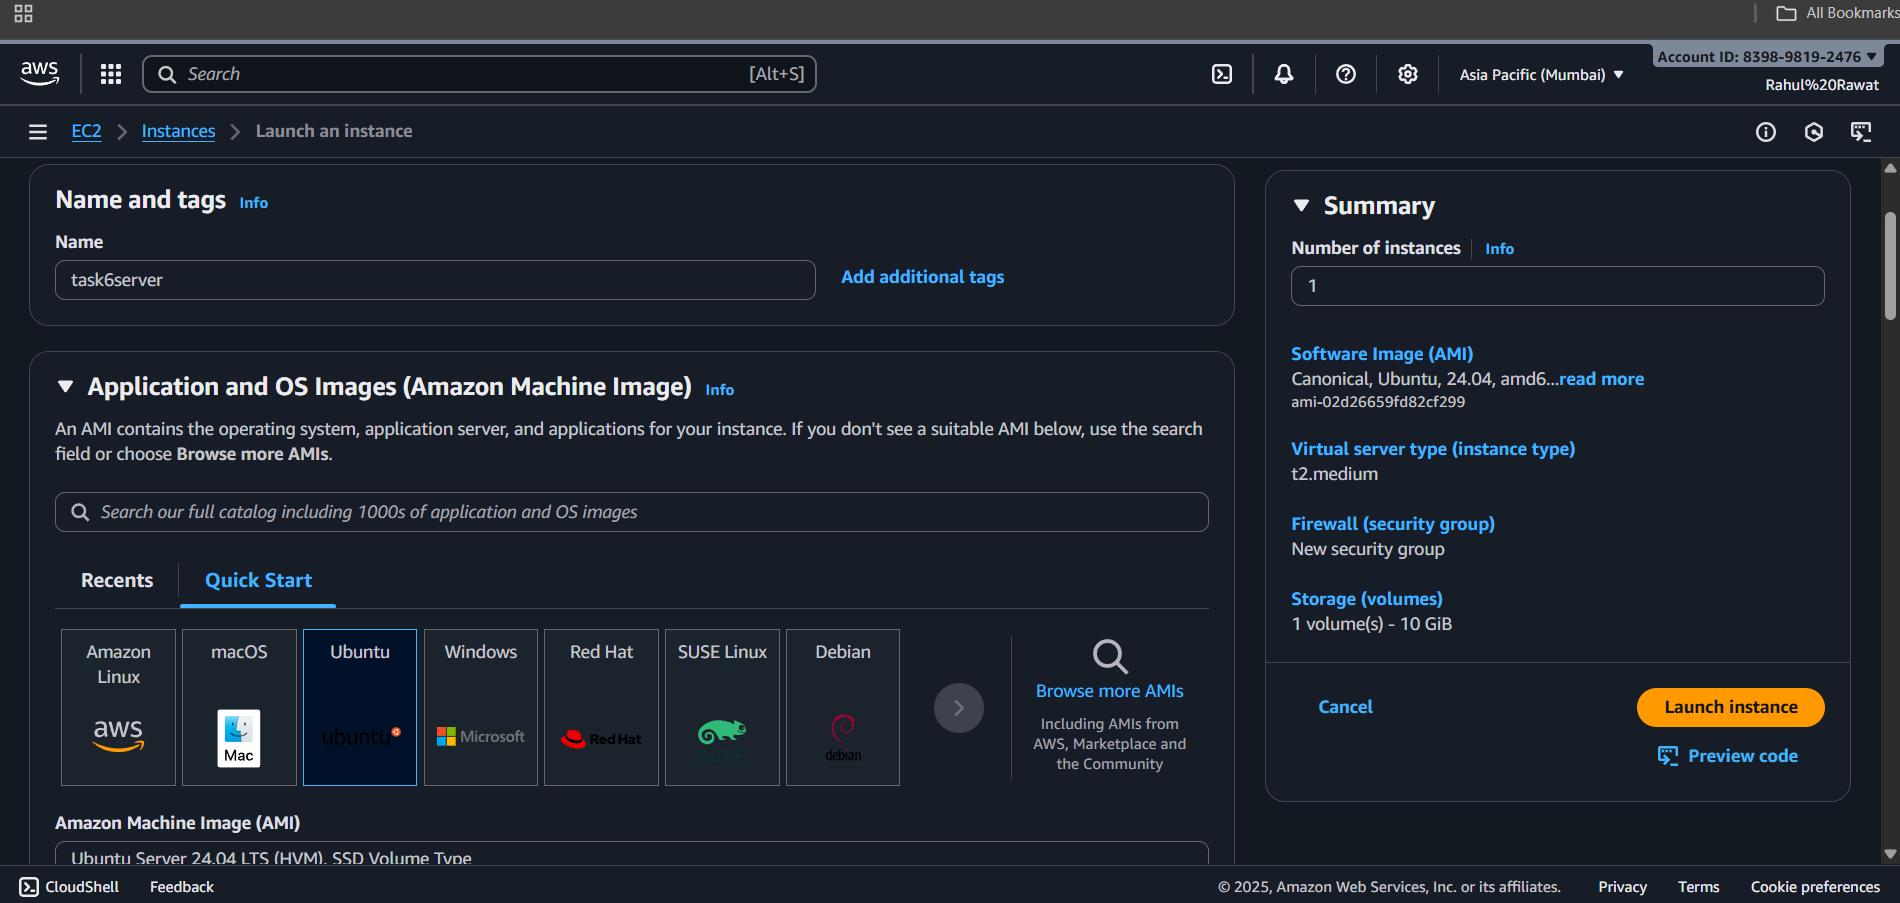 All Bookmarks
aws
Search
[Alt+S]
Asia Pacific (Mumbai)
Account ID: 8398-9819-2476
Rahul%20Rawat
EC2
Instances
Launch an instance
Name and tags
Info
Name
task6server
Add additional tags
Application and OS Images (Amazon Machine Image)
Info
An AMI contains the operating system, application server, and applications for your instance. If you don't see a suitable AMI below, use the search
field or choose Browse more AMIs.
Search our full catalog including 1000s of application and OS images
Recents
Quick Start
Amazon
Linux
aws
macOS
Mac
Ubuntu
ubuntu
Windows
Microsoft
Red Hat
Red Hat
SUSE Linux
SUSE
Debian
debian
Browse more AMIs
Including AMIs from
AWS, Marketplace and
the Community
Amazon Machine Image (AMI)
Ubuntu Server 24.04 LTS (HVM), SSD Volume Type
Summary
Number of instances
Info
1
Software Image (AMI)
Canonical, Ubuntu, 24.04, amd6...read more
ami-02d26659fd82cf299
Virtual server type (instance type)
t2.medium
Firewall (security group)
New security group
Storage (volumes)
1 volume(s) - 10 GiB
Cancel
Launch instance
Preview code
CloudShell
Feedback
© 2025, Amazon Web Services, Inc. or its affiliates.
Privacy
Terms
Cookie preferences